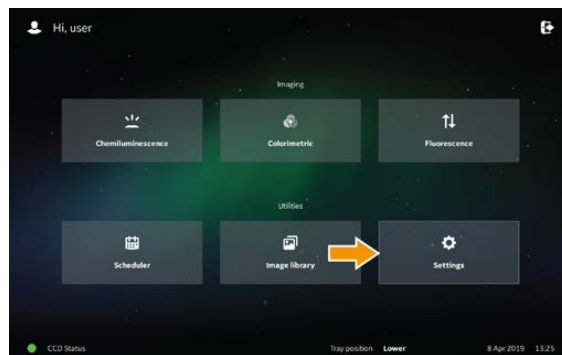 Hi, user
Imaging
Chemiluminescence Colorimetric Fluorescence
Utilities
Scheduler Image library Settings
CCD Status Tray position Lower 8 Apr 2019 13:25